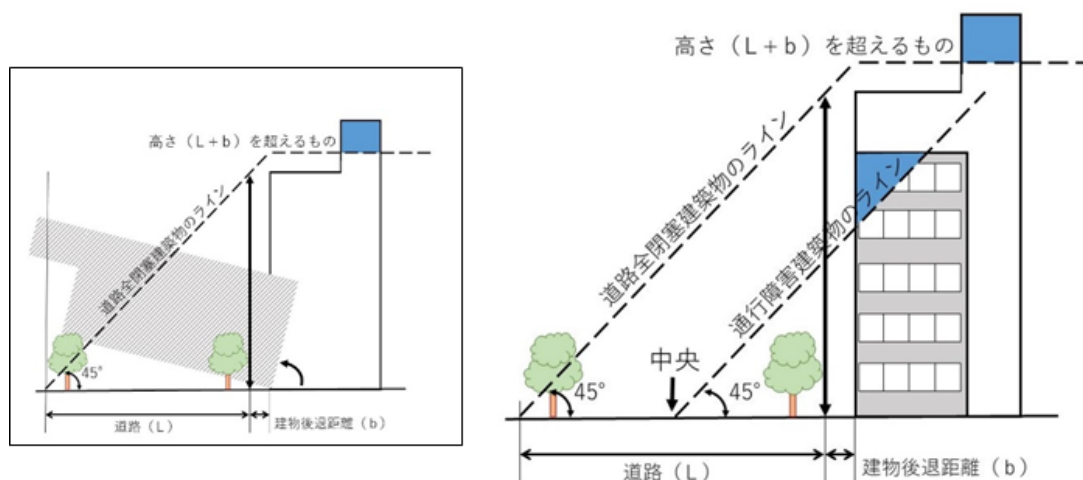 高さ（L＋b）を超えるもの
道路全閉塞建築物のライン
45°
道路（L）
建物後退距離（b）
高さ（L＋b）を超えるもの
道路全閉塞建築物のライン
通行障害建築物のライン
中央
45°
45°
道路（L）
建物後退距離（b）